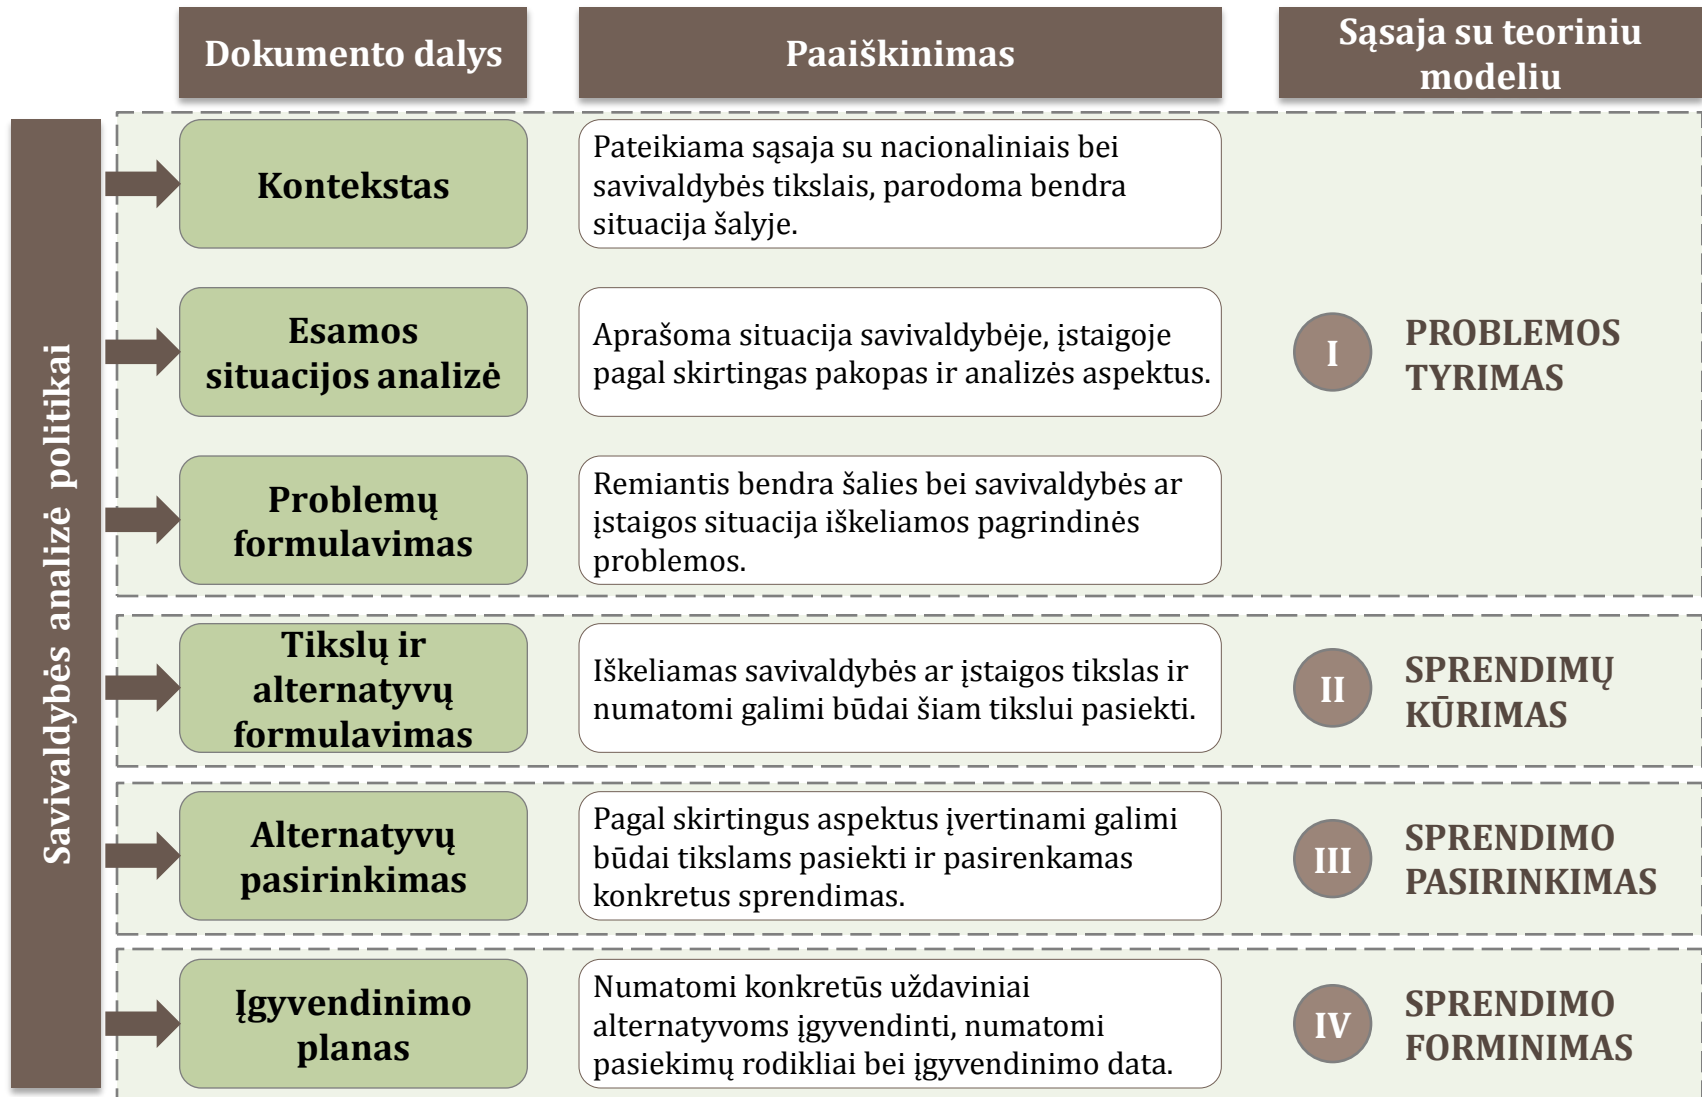 Dokumento dalys
Paaiškinimas
Sąsaja su teoriniu
modeliu
Savivaldybės analizė politikai
Kontekstas
Pateikiama sąsaja su nacionaliniais bei
savivaldybės tikslais, parodoma bendra
situacija šalyje.
Esamos
situacijos analizė
Aprašoma situacija savivaldybėje, įstaigoje
pagal skirtingas pakopas ir analizės aspektus.
I
PROBLEMOS
TYRIMAS
Problemų
formulavimas
Remiantis bendra šalies bei savivaldybės ar
įstaigos situacija iškeliamos pagrindinės
problemos.
Tikslų ir
alternatyvų
formulavimas
Iškeliamas savivaldybės ar įstaigos tikslas ir
numatomi galimi būdai šiam tikslui pasiekti.
II
SPRENDIMŲ
KŪRIMAS
Alternatyvų
pasirinkimas
Pagal skirtingus aspektus įvertinami galimi
būdai tikslams pasiekti ir pasirenkamas
konkretus sprendimas.
III
SPRENDIMO
PASIRINKIMAS
Įgyvendinimo
planas
Numatomi konkretūs uždaviniai
alternatyvoms įgyvendinti, numatomi
pasiekimų rodikliai bei įgyvendinimo data.
IV
SPRENDIMO
FORMINIMAS